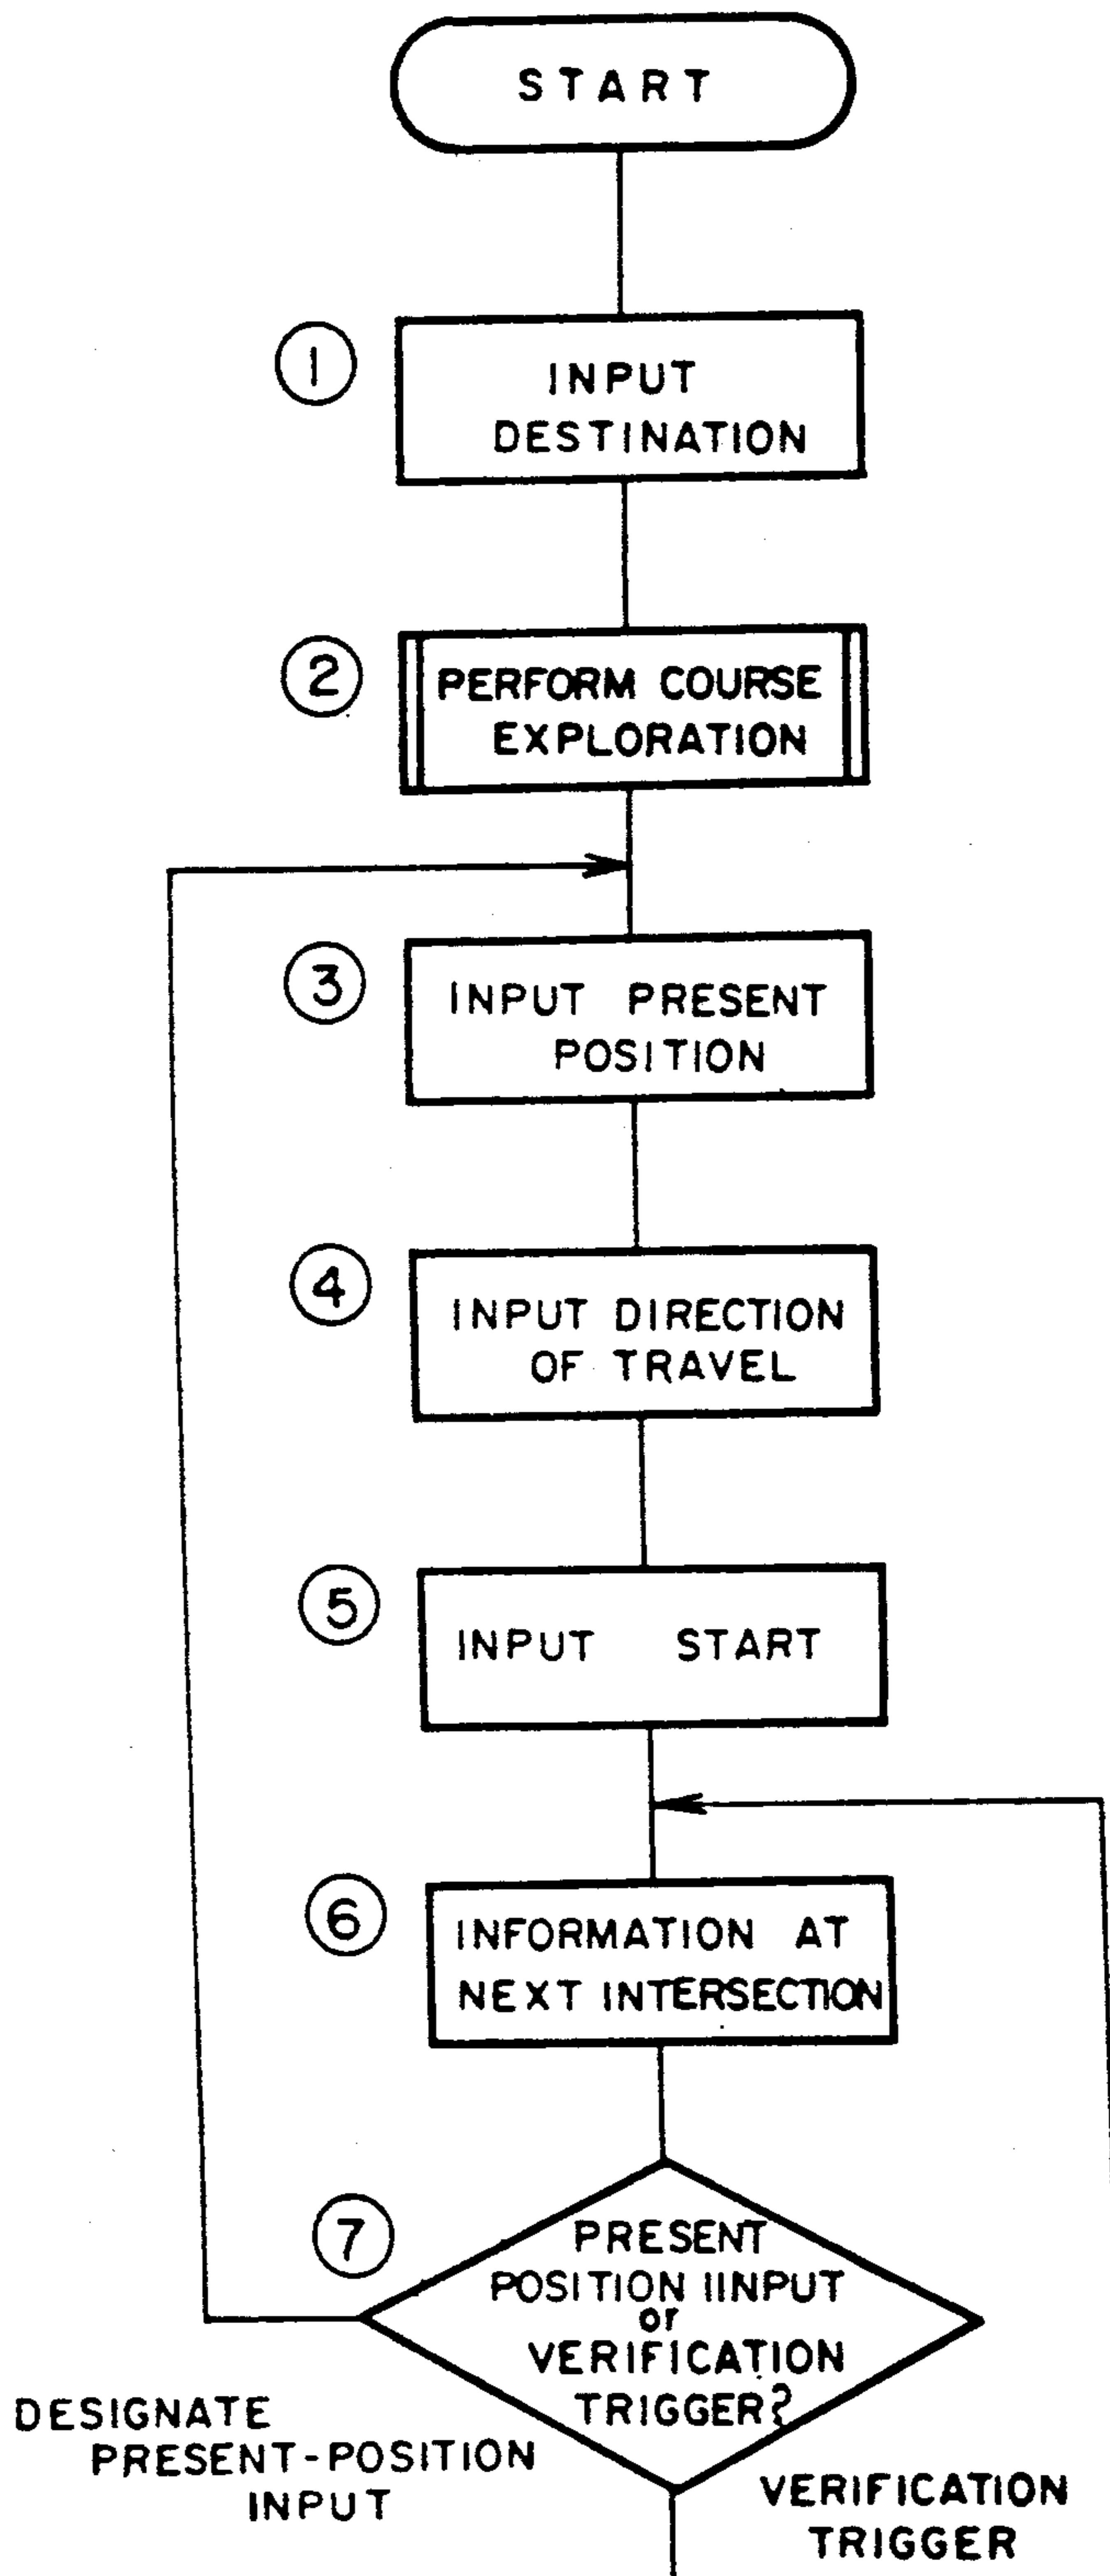 START
1
INPUT
DESTINATION
2
PERFORM COURSE
EXPLORATION
3
INPUT PRESENT
POSITION
4
INPUT DIRECTION
OF TRAVEL
5
INPUT START
6
INFORMATION AT
NEXT INTERSECTION
7
PRESENT
POSITION IINPUT
or
VERIFICATION
TRIGGER?
DESIGNATE
PRESENT-POSITION
INPUT
VERIFICATION
TRIGGER